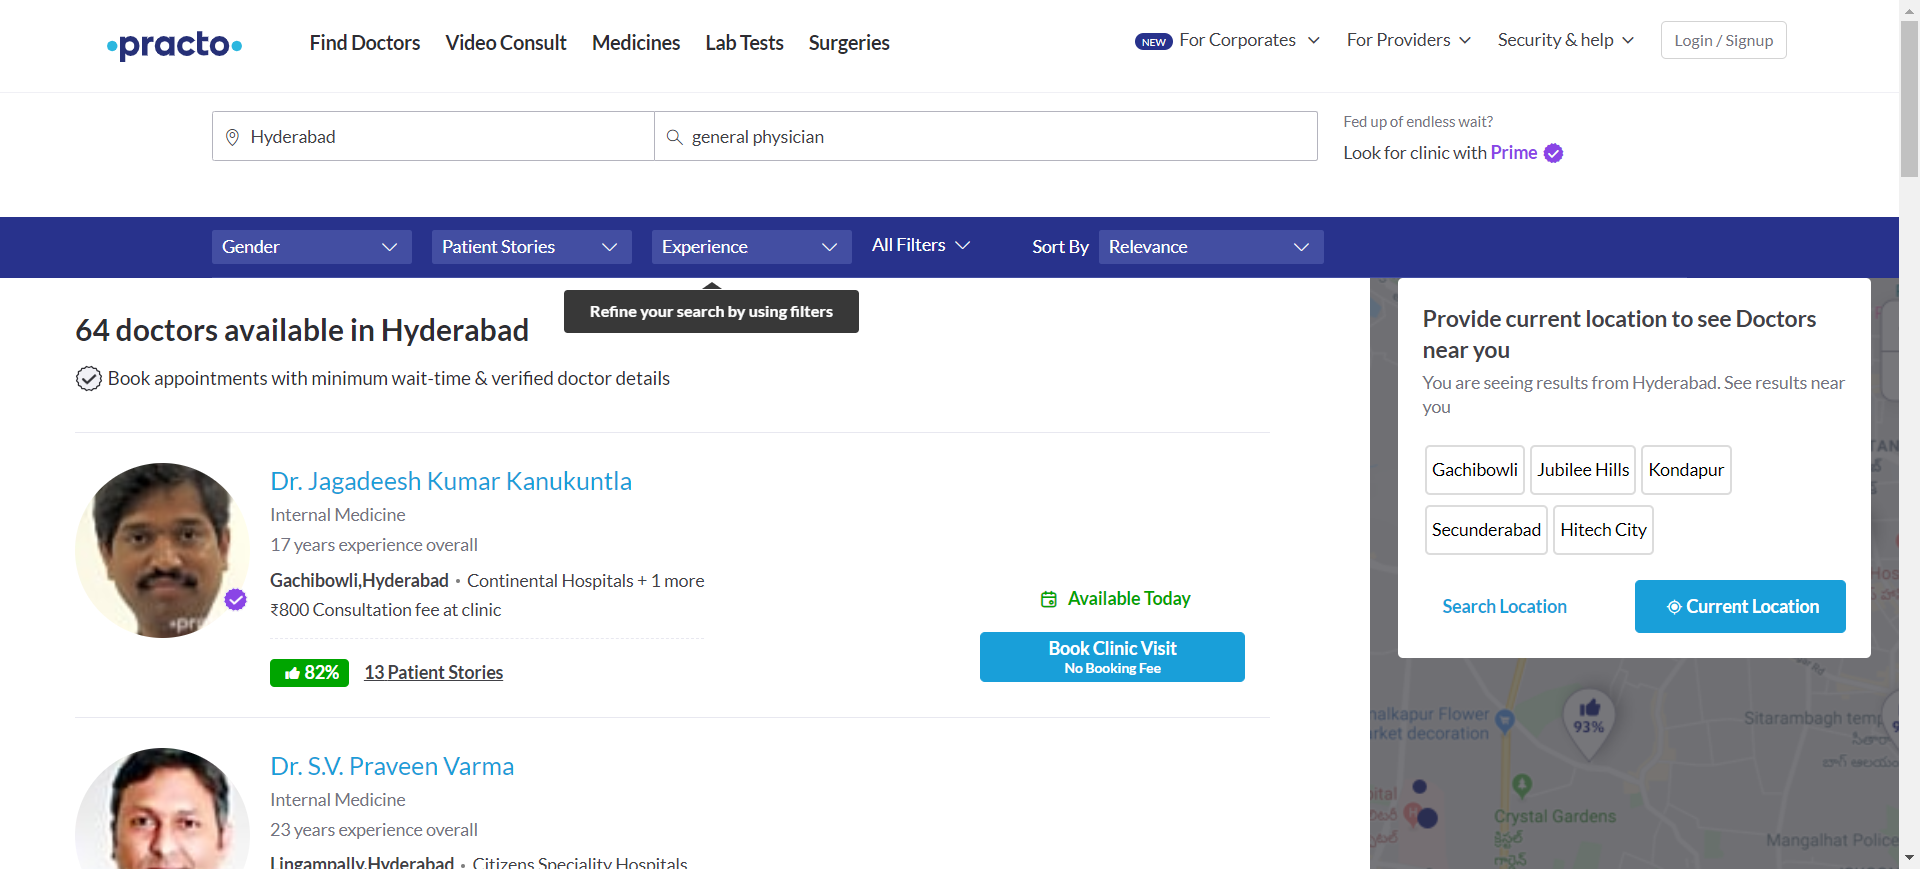 practo
Find Doctors
Video Consult
Medicines
Lab Tests
Surgeries
NEW For Corporates
For Providers
Security & help
Login / Signup
Hyderabad
general physician
Fed up of endless wait?
Look for clinic with Prime
Gender
Patient Stories
Experience
All Filters
Sort By
Relevance
Refine your search by using filters
64 doctors available in Hyderabad
Book appointments with minimum wait-time & verified doctor details
Dr. Jagadeesh Kumar Kanukuntla
Internal Medicine
17 years experience overall
Gachibowli,Hyderabad • Continental Hospitals + 1 more
₹800 Consultation fee at clinic
82% 13 Patient Stories
Available Today
Book Clinic Visit
No Booking Fee
Dr. S.V. Praveen Varma
Internal Medicine
23 years experience overall
Lingampally,Hyderabad • Citizens Speciality Hospitals
Provide current location to see Doctors
near you
You are seeing results from Hyderabad. See results near
you
Gachibowli
Jubilee Hills
Kondapur
Secunderabad
Hitech City
Search Location
Current Location
93%
Flower
decoration
Sitarambagh
Crystal Gardens
క్రిస్టల్
గార్డెన్
Mangalhat Police